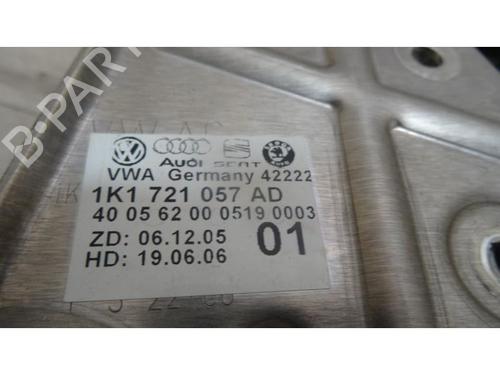 Audi SEAT
VWA Germany 42222
1K1 721 057 AD
40 05 62 00 0519 0003
ZD: 06.12.05
HD: 19.06.06
01
B-PARTS